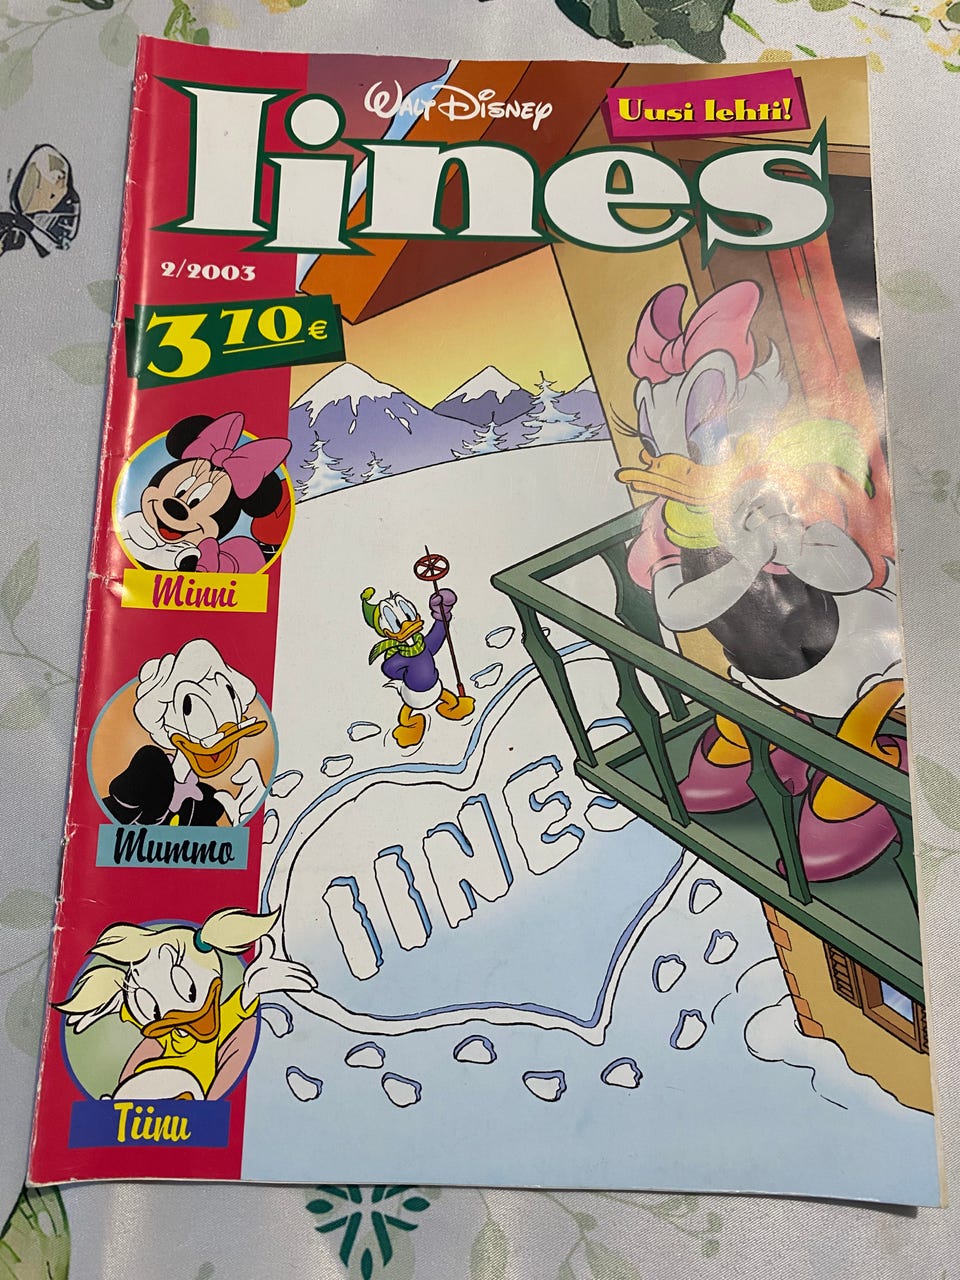 Walt Disney
Uusi lehti!
Iines
2/2003
3,70 €
Minni
IINES
Mummo
Tiinu